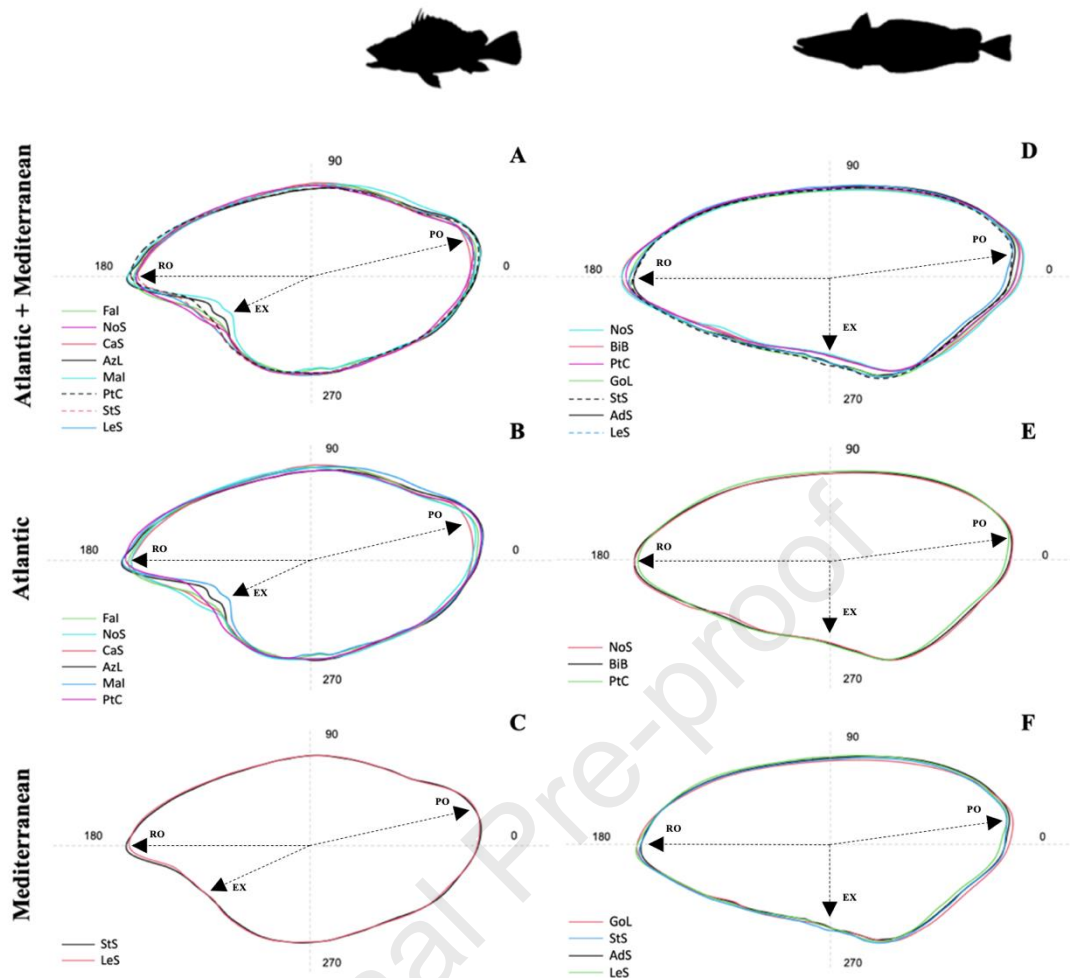 Atlantic + Mediterranean
A
90
PO
180
RO
0
EX
FaI
NoS
CaS
AzL
MaI
PtC
StS
LeS
270
D
90
PO
180
RO
0
EX
NoS
BiB
PtC
GoL
StS
AdS
LeS
270
Atlantic
B
90
PO
180
RO
0
EX
FaI
NoS
CaS
AzL
MaI
PtC
270
E
90
PO
180
RO
0
EX
NoS
BiB
PtC
270
Mediterranean
C
90
PO
180
RO
0
EX
StS
LeS
270
F
90
PO
180
RO
0
EX
GoL
StS
AdS
LeS
270
nal Pre-proof